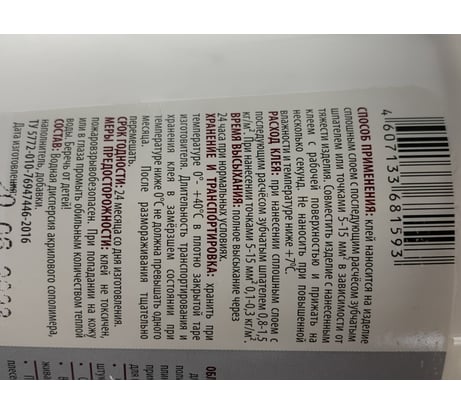 СПОСОБ ПРИМЕНЕНИЯ: клей наносится на изделие
сплошным слоем с последующим расчёсом зубчатым
шпателем или точками 5-15 мм² в зависимости от
тяжести изделия. Совместить изделие с нанесенным
клеем с рабочей поверхностью и прижать на
несколько секунд. Не наносить при повышенной
влажности и температуре ниже +7°С.
РАСХОД КЛЕЯ: при нанесении сплошным слоем с
последующим расчёсом зубчатым шпателем 0,8-1,5
кг/м². При нанесении точками 5-15 мм² 0,1-0,3 кг/м².
ВРЕМЯ ВЫСЫХАНИЯ: полное высыхание через
24 часа при нормальных условиях.
ХРАНЕНИЕ И ТРАНСПОРТИРОВКА: хранить при
температуре 0° - +40°С в плотно закрытой таре
изготовителя. Длительность транспортирования и
хранения клея в замёрзшем состоянии при
температуре ниже 0°С не должна превышать одного
месяца. После размораживания тщательно
перемешать.
СРОК ГОДНОСТИ: 24 месяца со дня изготовления.
МЕРЫ ПРЕДОСТОРОЖНОСТИ: клей не токсичен,
пожаровзрывобезопасен. При попадании на кожу
или в глаза промыть обильным количеством теплой
воды. Беречь от детей!
СОСТАВ: Водная дисперсия акрилового сополимера,
наполнитель, добавки.
ТУ 5772-010-76947446-2016
Дата изготовления
4 607133 681593